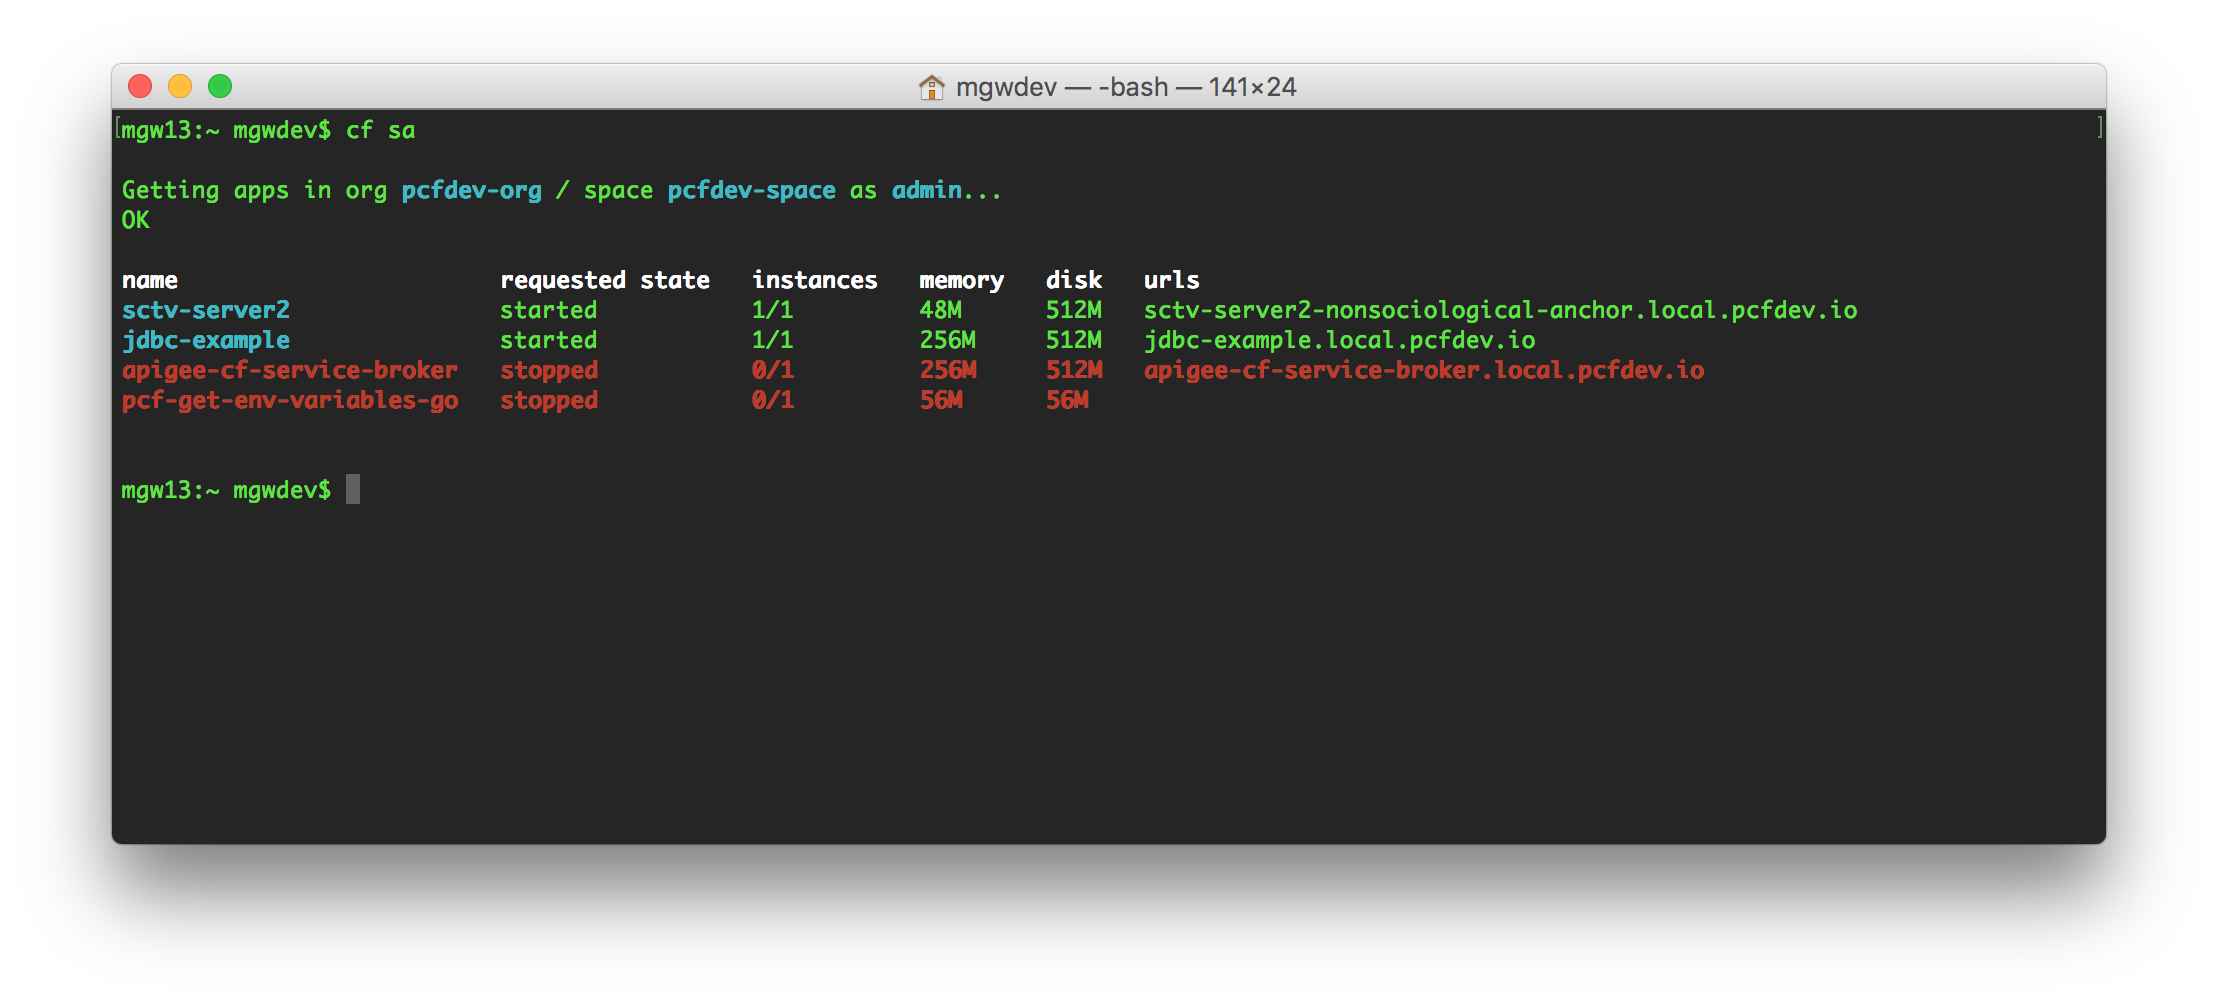 mgwdev — -bash — 141×24
[mgw13:~ mgwdev$ cf sa ]
Getting apps in org pcfdev-org / space pcfdev-space as admin...
OK
name requested state instances memory disk urls
sctv-server2 started 1/1 48M 512M sctv-server2-nonsociological-anchor.local.pcfdev.io
jdbc-example started 1/1 256M 512M jdbc-example.local.pcfdev.io
apigee-cf-service-broker stopped 0/1 256M 512M apigee-cf-service-broker.local.pcfdev.io
pcf-get-env-variables-go stopped 0/1 56M 56M
mgw13:~ mgwdev$